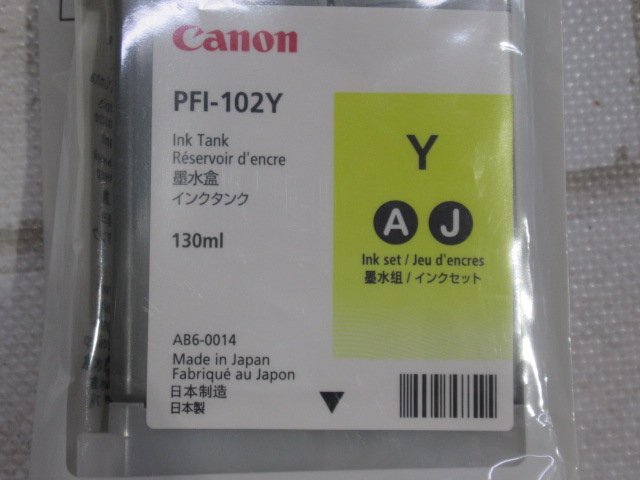 Canon
PFI-102Y
Ink Tank
Réservoir d'encre
墨水盒
インクタンク
130ml
Y
A J
Ink set / Jeu d'encres
墨水组 / インクセット
AB6-0014
Made in Japan
Fabriqué au Japon
日本制造
日本製